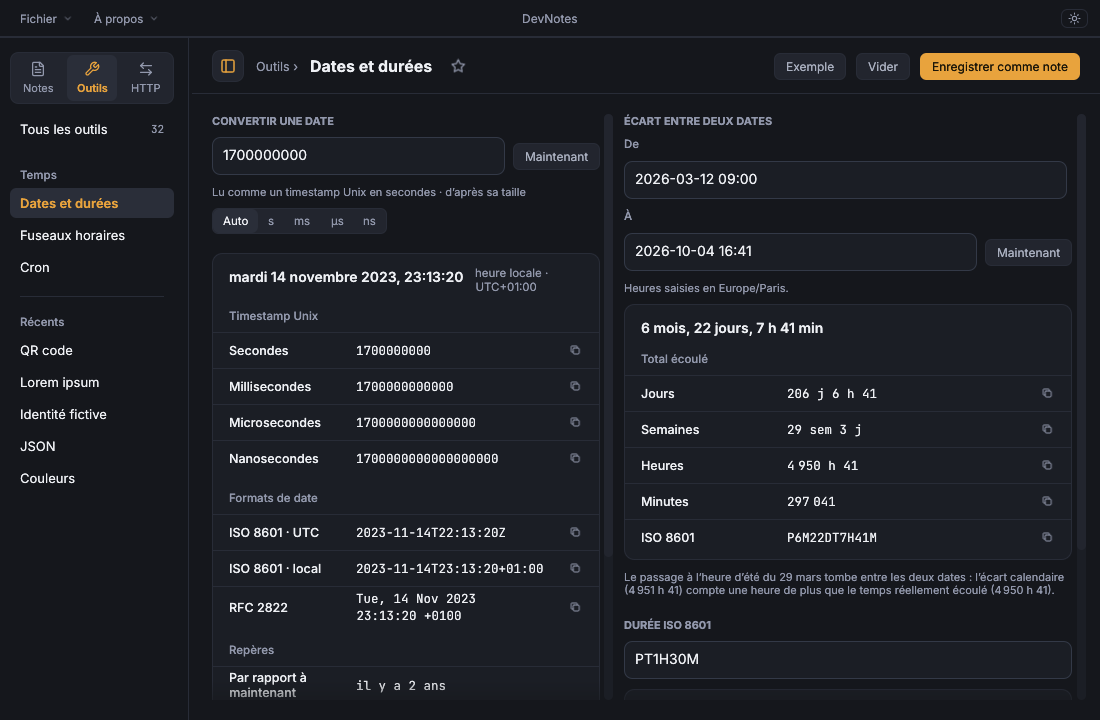 Fichier
À propos
DevNotes
Notes
Outils
HTTP
Tous les outils 32
Temps
Dates et durées
Fuseaux horaires
Cron
Récents
QR code
Lorem ipsum
Identité fictive
JSON
Couleurs
Outils › Dates et durées
Exemple
Vider
Enregistrer comme note
CONVERTIR UNE DATE
1700000000
Maintenant
Lu comme un timestamp Unix en secondes · d’après sa taille
Auto s ms µs ns
mardi 14 novembre 2023, 23:13:20
heure locale ·
UTC+01:00
Timestamp Unix
Secondes 1700000000
Millisecondes 1700000000000
Microsecondes 1700000000000000
Nanosecondes 1700000000000000000
Formats de date
ISO 8601 · UTC 2023-11-14T22:13:20Z
ISO 8601 · local 2023-11-14T23:13:20+01:00
RFC 2822 Tue, 14 Nov 2023
23:13:20 +0100
Repères
Par rapport à
maintenant
il y a 2 ans
ÉCART ENTRE DEUX DATES
De
2026-03-12 09:00
À
2026-10-04 16:41
Maintenant
Heures saisies en Europe/Paris.
6 mois, 22 jours, 7 h 41 min
Total écoulé
Jours 206 j 6 h 41
Semaines 29 sem 3 j
Heures 4 950 h 41
Minutes 297 041
ISO 8601 P6M22DT7H41M
Le passage à l’heure d’été du 29 mars tombe entre les deux dates : l’écart calendaire
(4 951 h 41) compte une heure de plus que le temps réellement écoulé (4 950 h 41).
DURÉE ISO 8601
PT1H30M